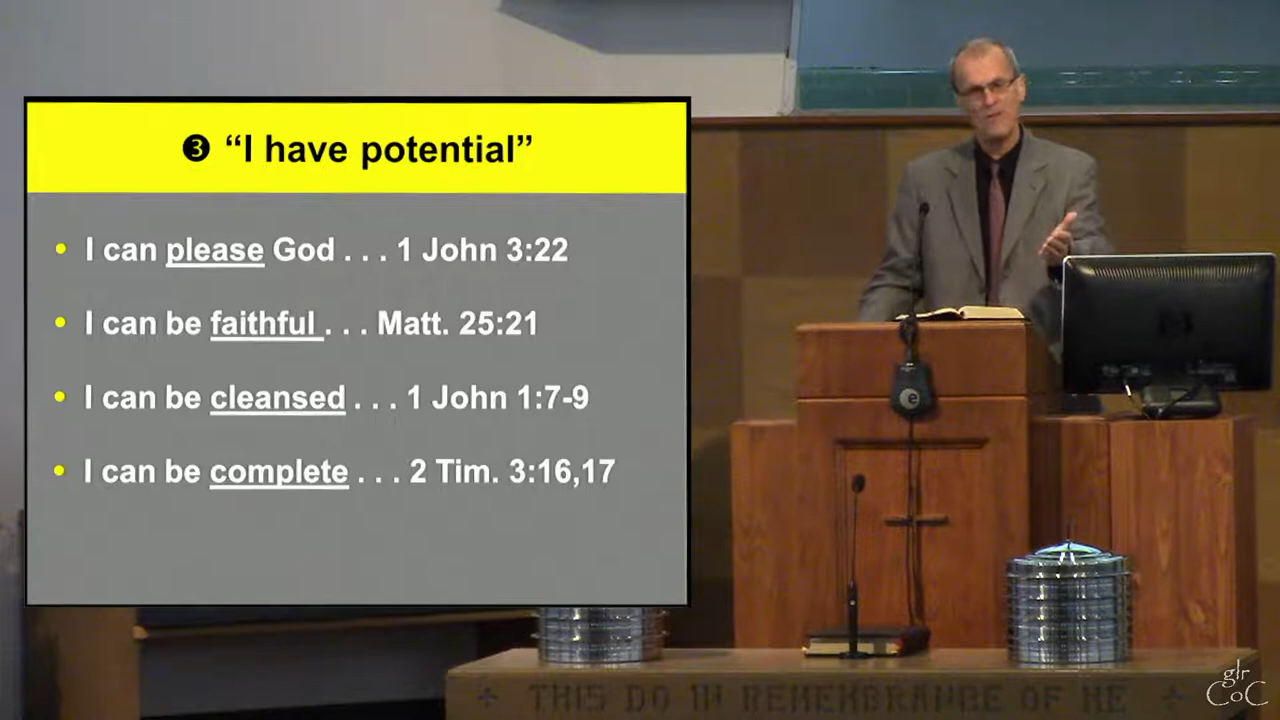 ❸ “I have potential”
• I can please God . . . 1 John 3:22
• I can be faithful . . . Matt. 25:21
• I can be cleansed . . . 1 John 1:7-9
• I can be complete . . . 2 Tim. 3:16,17
e
THIS DO IN REMEMBRANCE OF ME
glr
CoC